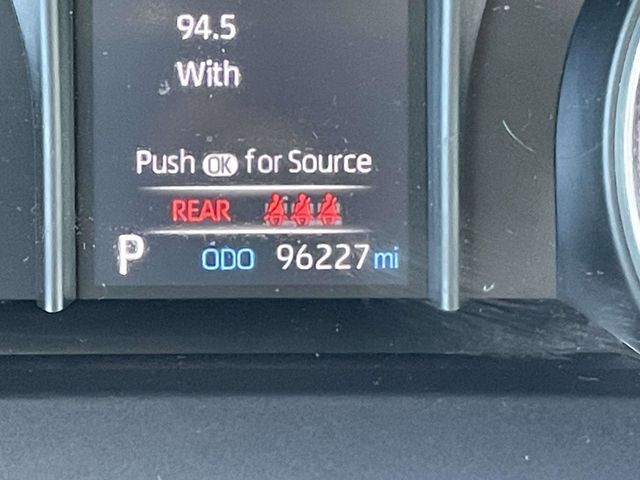 94.5
With
Push OK for Source
REAR
P ODO 96227 mi